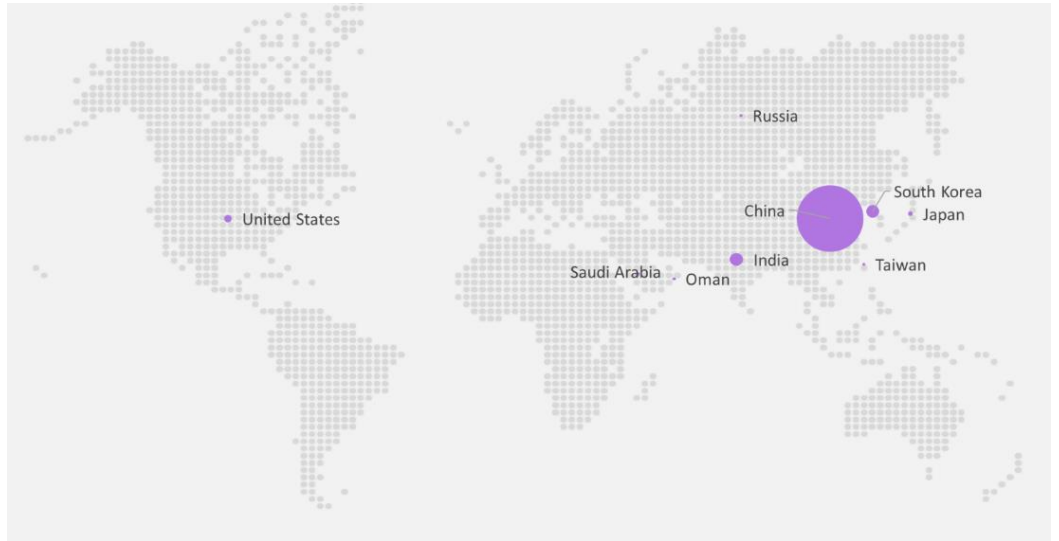 Russia
South Korea
China
Japan
United States
India
Taiwan
Saudi Arabia
Oman